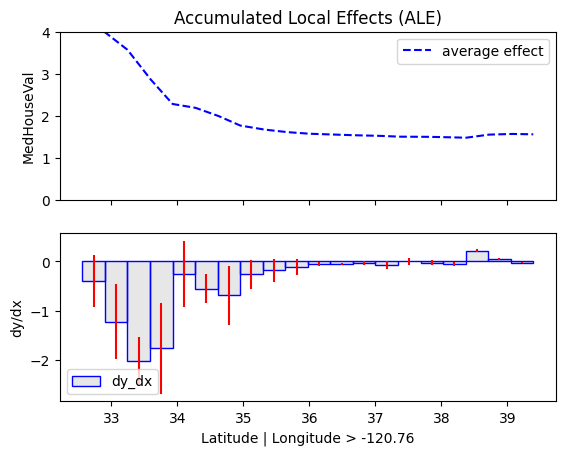 Accumulated Local Effects (ALE)
MedHouseVal
4
3
2
1
0
average effect
dy/dx
0
−1
−2
dy_dx
33 34 35 36 37 38 39
Latitude | Longitude > -120.76